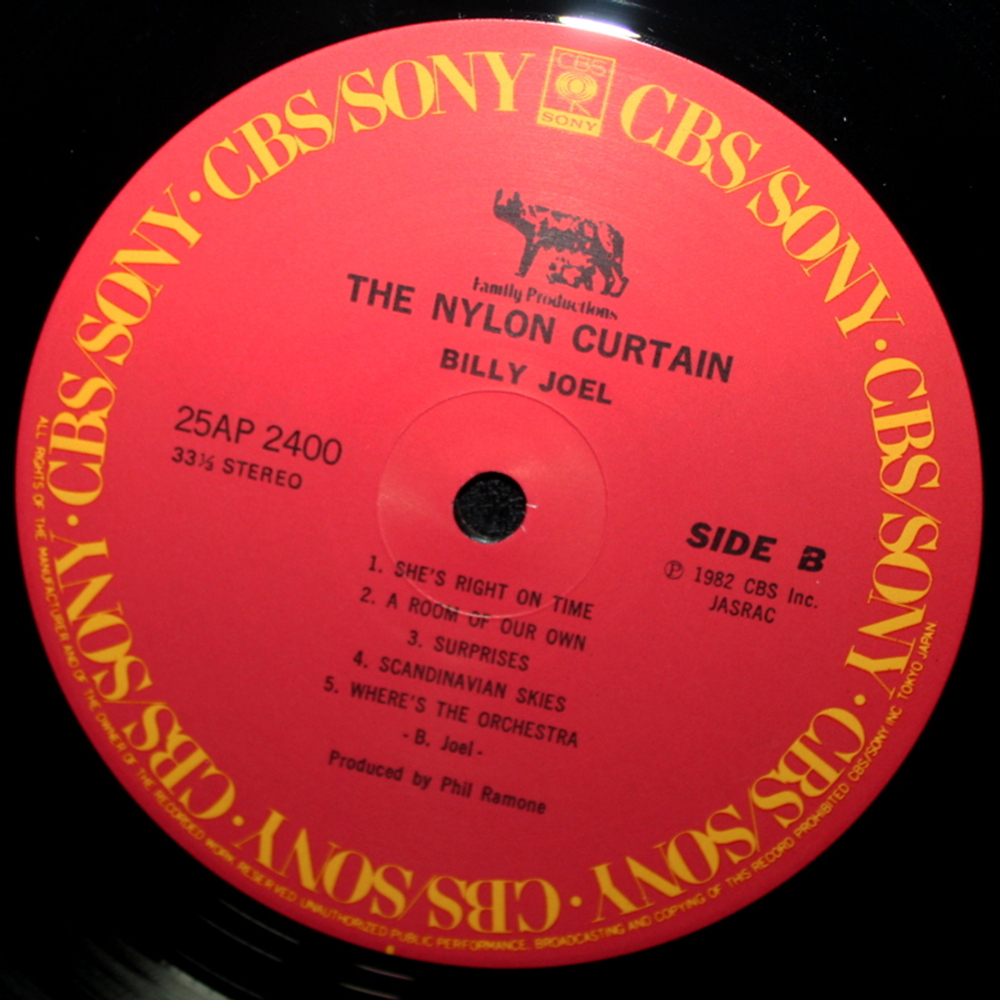 CBS/SONY · CBS/SONY · CBS/SONY · CBS/SONY · CBS/SONY · CBS/SONY · CBS/SONY · CBS/SONY
CBS
SONY
Family Productions
THE NYLON CURTAIN
BILLY JOEL
25AP 2400
33⅓ STEREO
SIDE B
℗ 1982 CBS Inc.
JASRAC
1. SHE'S RIGHT ON TIME
2. A ROOM OF OUR OWN
3. SURPRISES
4. SCANDINAVIAN SKIES
5. WHERE'S THE ORCHESTRA
- B. Joel -
Produced by Phil Ramone
ALL RIGHTS OF THE MANUFACTURER AND OF THE OWNER OF THE RECORDED WORK RESERVED UNAUTHORIZED PUBLIC PERFORMANCE, BROADCASTING AND COPYING OF THIS RECORD PROHIBITED CBS/SONY INC TOKYO JAPAN